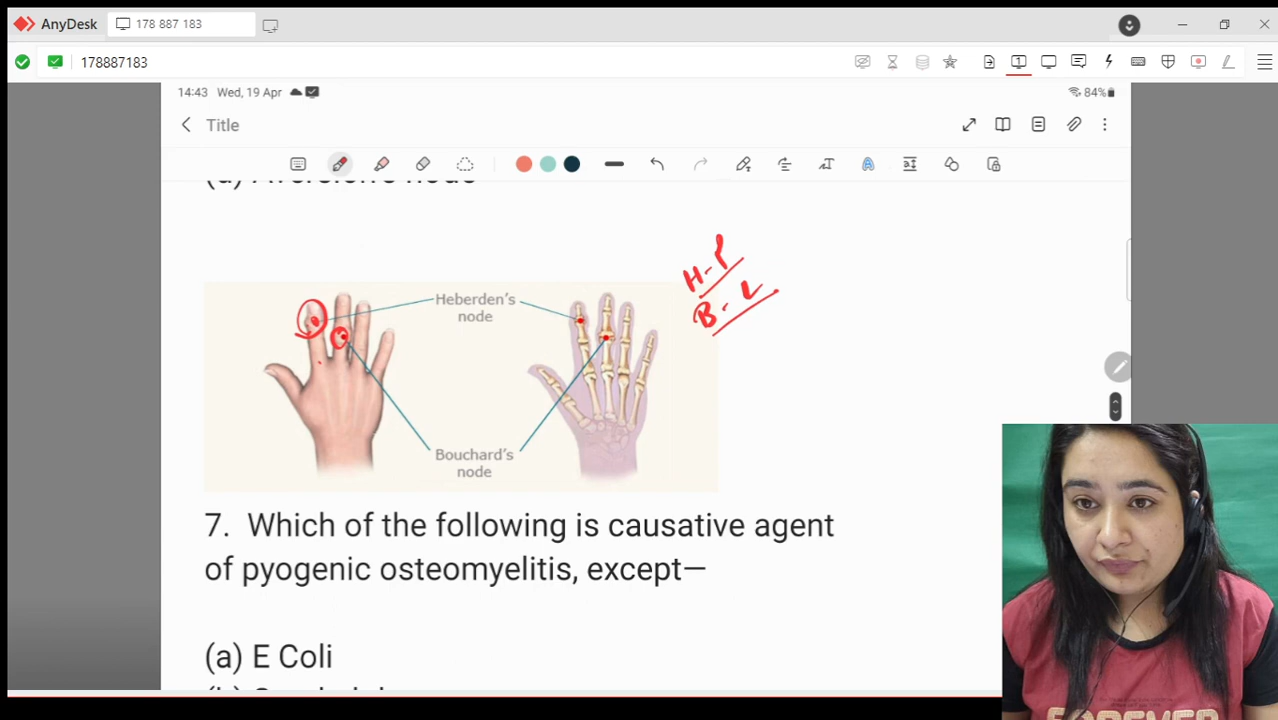 AnyDesk
178 887 183
178887183
14:43 Wed, 19 Apr
84%
Title
H-P
B-L
Heberden's
node
Bouchard's
node
7. Which of the following is causative agent
of pyogenic osteomyelitis, except—
(a) E Coli